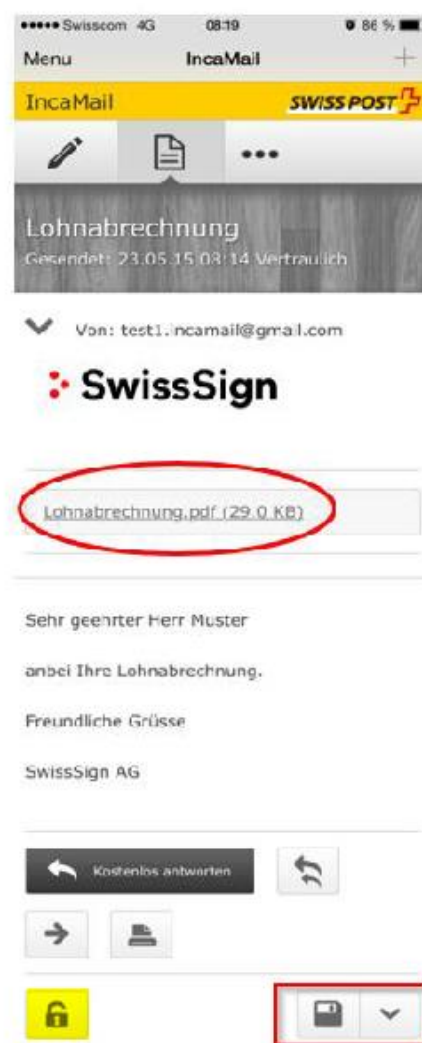 Swisscom 4G 08:19 86 %
Menu IncaMail
IncaMail SWISS POST
Lohnabrechnung
Gesendet: 23.05.15 08:14 Vertraulich
Von: test1.incamail@gmail.com
SwissSign
Lohnabrechnung.pdf (29.0 KB)
Sehr geehrter Herr Muster
anbei Ihre Lohnabrechnung.
Freundliche Grüsse
SwissSign AG
Kostenlos antworten